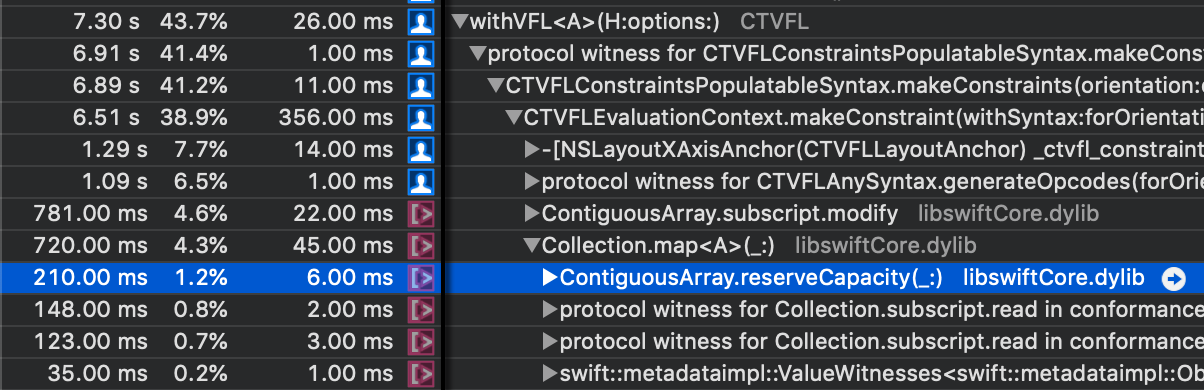 7.30 s 43.7% 26.00 ms withVFL<A>(H:options:) CTVFL
6.91 s 41.4% 1.00 ms protocol witness for CTVFLConstraintsPopulatableSyntax.makeCons
6.89 s 41.2% 11.00 ms CTVFLConstraintsPopulatableSyntax.makeConstraints(orientation:
6.51 s 38.9% 356.00 ms CTVFLEvaluationContext.makeConstraint(withSyntax:forOrientati
1.29 s 7.7% 14.00 ms -[NSLayoutXAxisAnchor(CTVFLLayoutAnchor) _ctvfl_constraint
1.09 s 6.5% 1.00 ms protocol witness for CTVFLAnySyntax.generateOpcodes(forOrie
781.00 ms 4.6% 22.00 ms ContiguousArray.subscript.modify libswiftCore.dylib
720.00 ms 4.3% 45.00 ms Collection.map<A>(_:) libswiftCore.dylib
210.00 ms 1.2% 6.00 ms ContiguousArray.reserveCapacity(_:) libswiftCore.dylib
148.00 ms 0.8% 2.00 ms protocol witness for Collection.subscript.read in conformance
123.00 ms 0.7% 3.00 ms protocol witness for Collection.subscript.read in conformance
35.00 ms 0.2% 1.00 ms swift::metadataimpl::ValueWitnesses<swift::metadataimpl::Ob